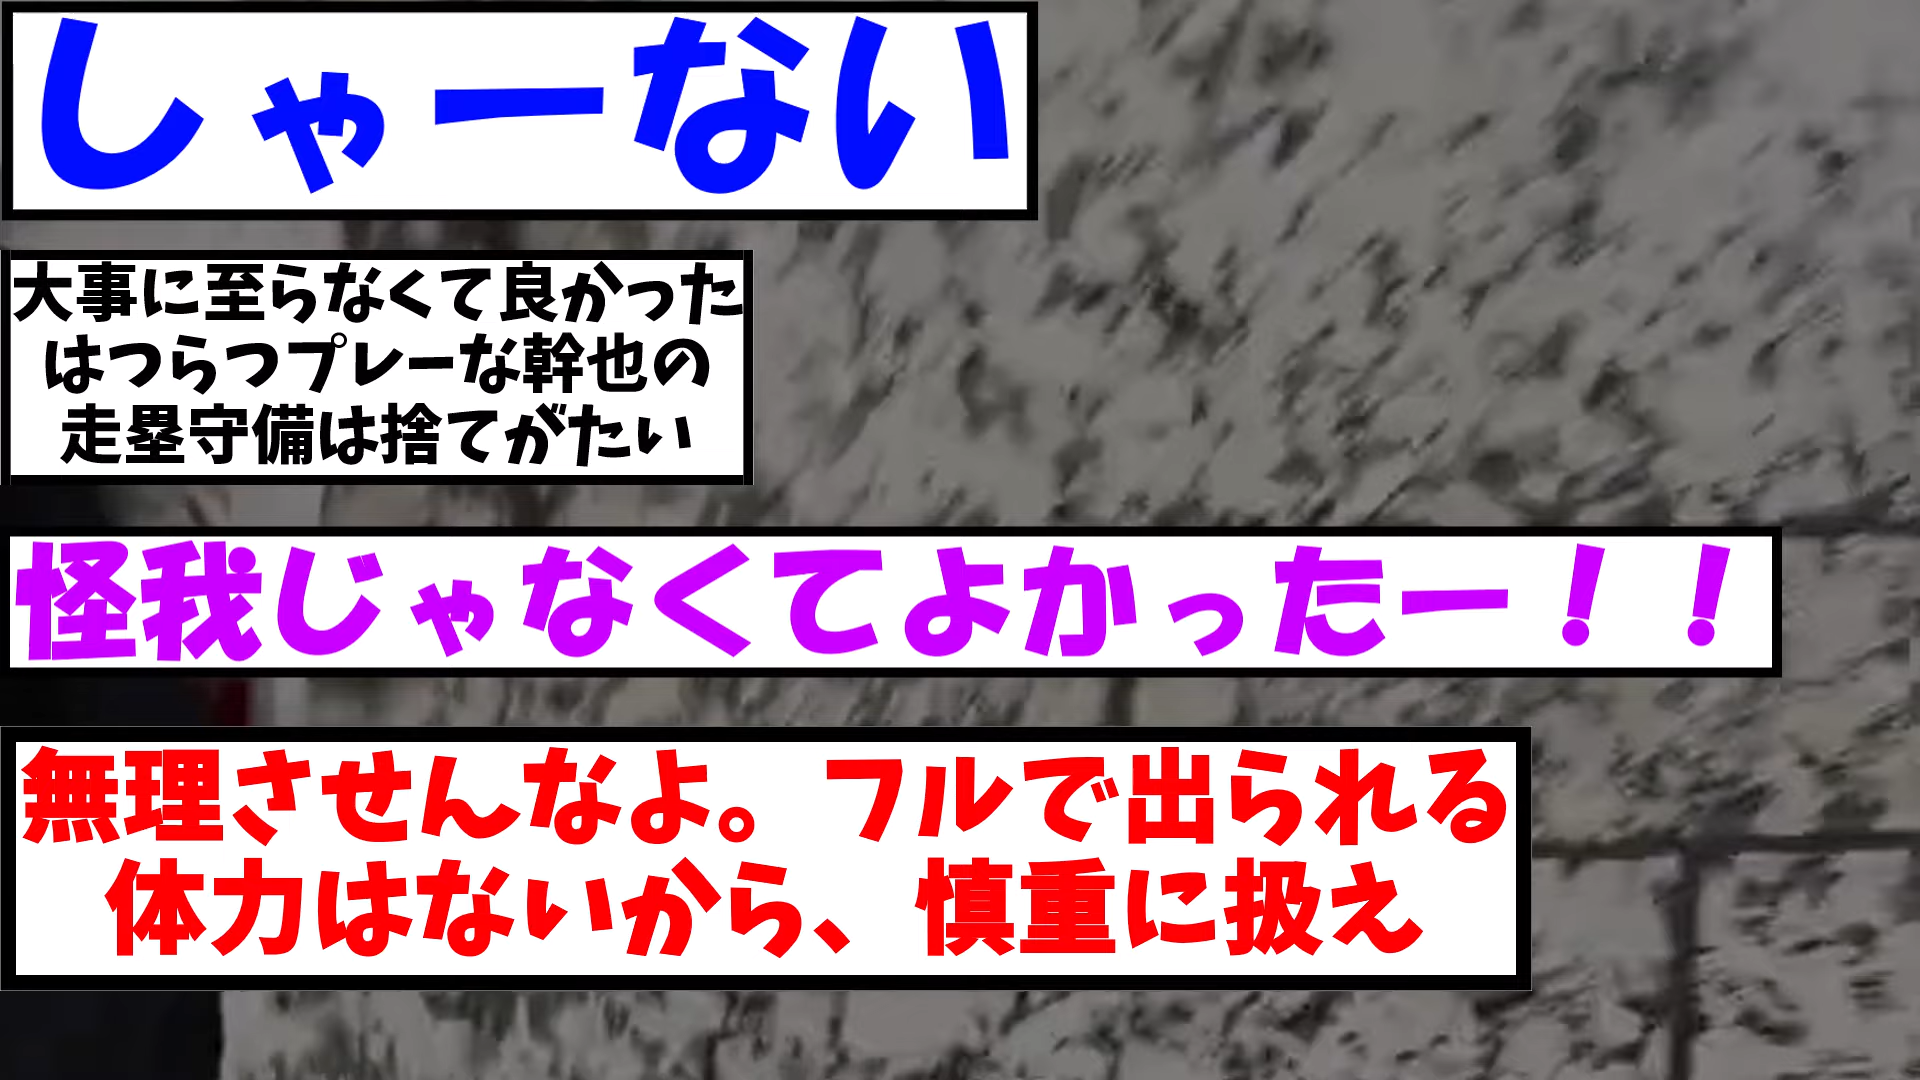 しゃーない
大事に至らなくて良かった
はつらつプレーな幹也の
走塁守備は捨てがたい
怪我じゃなくてよかったー！！
無理させんなよ。フルで出られる
体力はないから、慎重に扱え